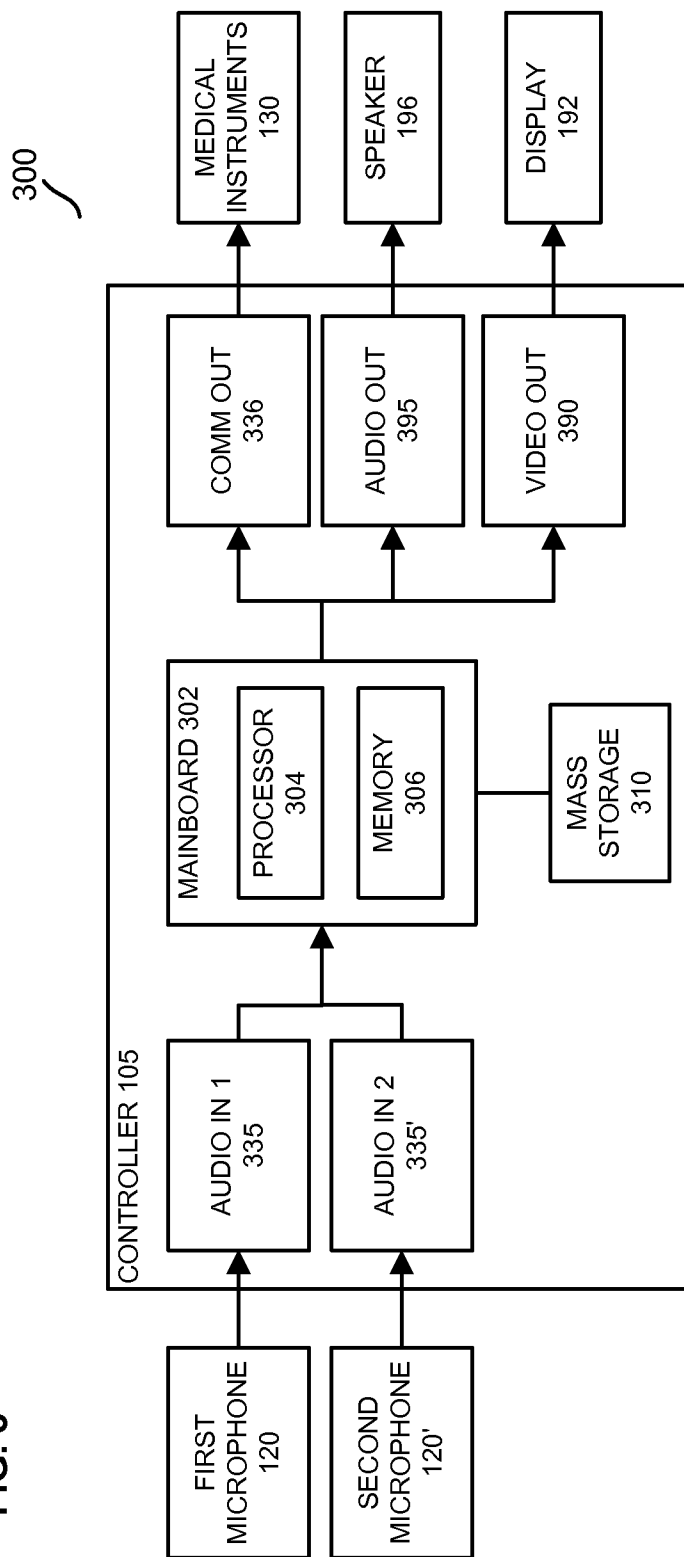 FIG.
300
CONTROLLER 105
FIRST
MICROPHONE
120
SECOND
MICROPHONE
120'
AUDIO IN 1
335
AUDIO IN 2
335'
MAINBOARD 302
PROCESSOR
304
MEMORY
306
MASS
STORAGE
310
COMM OUT
336
AUDIO OUT
395
VIDEO OUT
390
MEDICAL
INSTRUMENTS
130
SPEAKER
196
DISPLAY
192